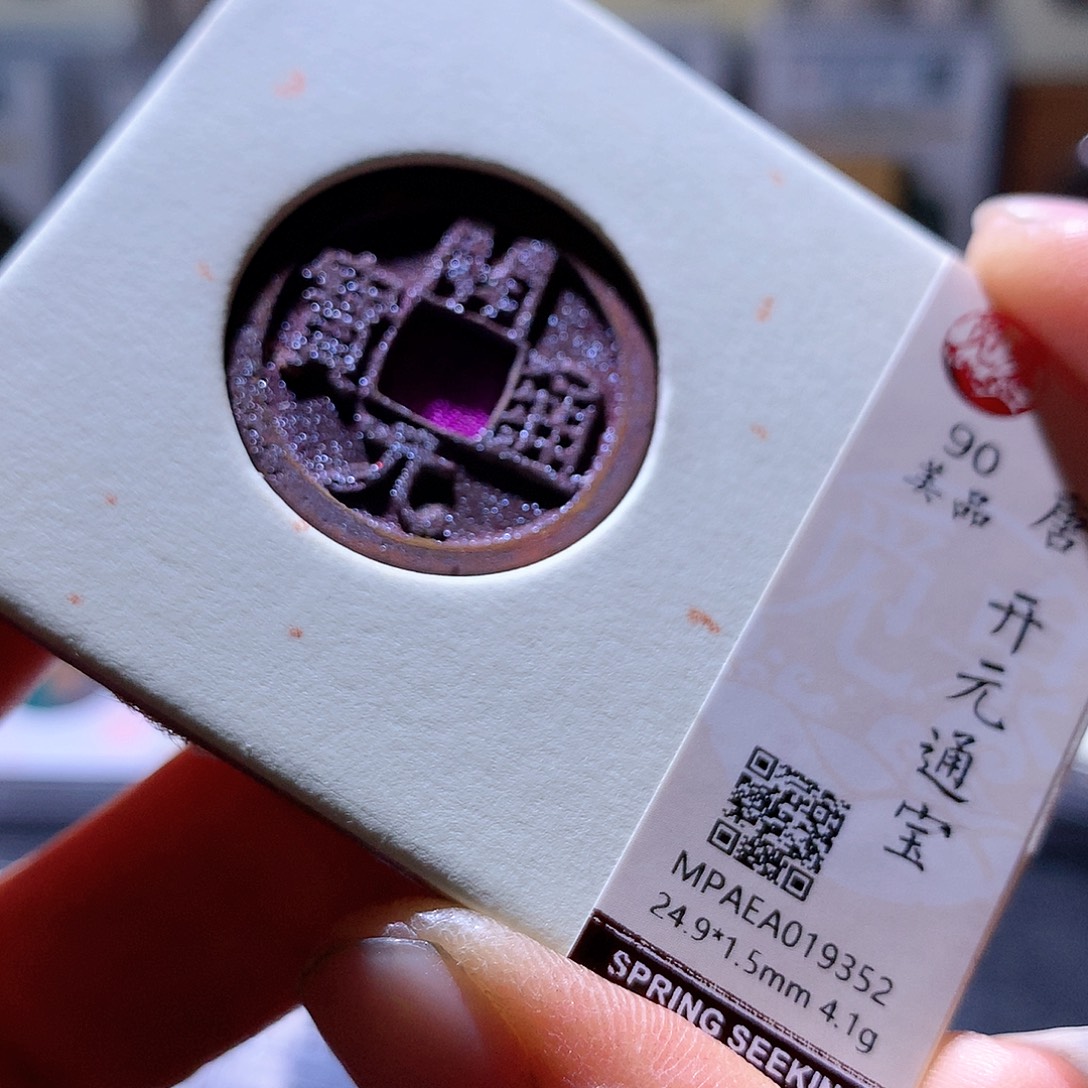 開元通寶
90
美品
唐
开元通宝
MPAEA019352
24.9*1.5mm 4.1g
SPRING SEEKIN